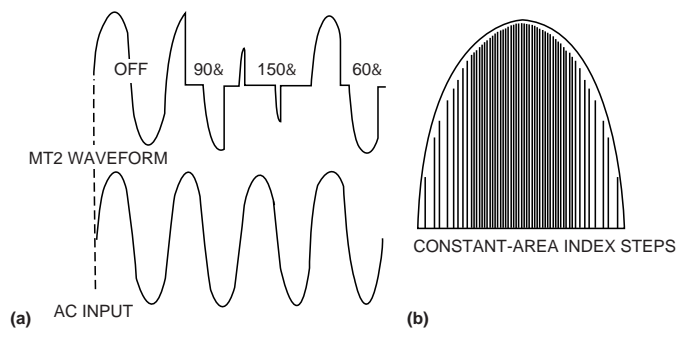 OFF 90& 150& 60&
MT2 WAVEFORM
AC INPUT
(a)
CONSTANT-AREA INDEX STEPS
(b)